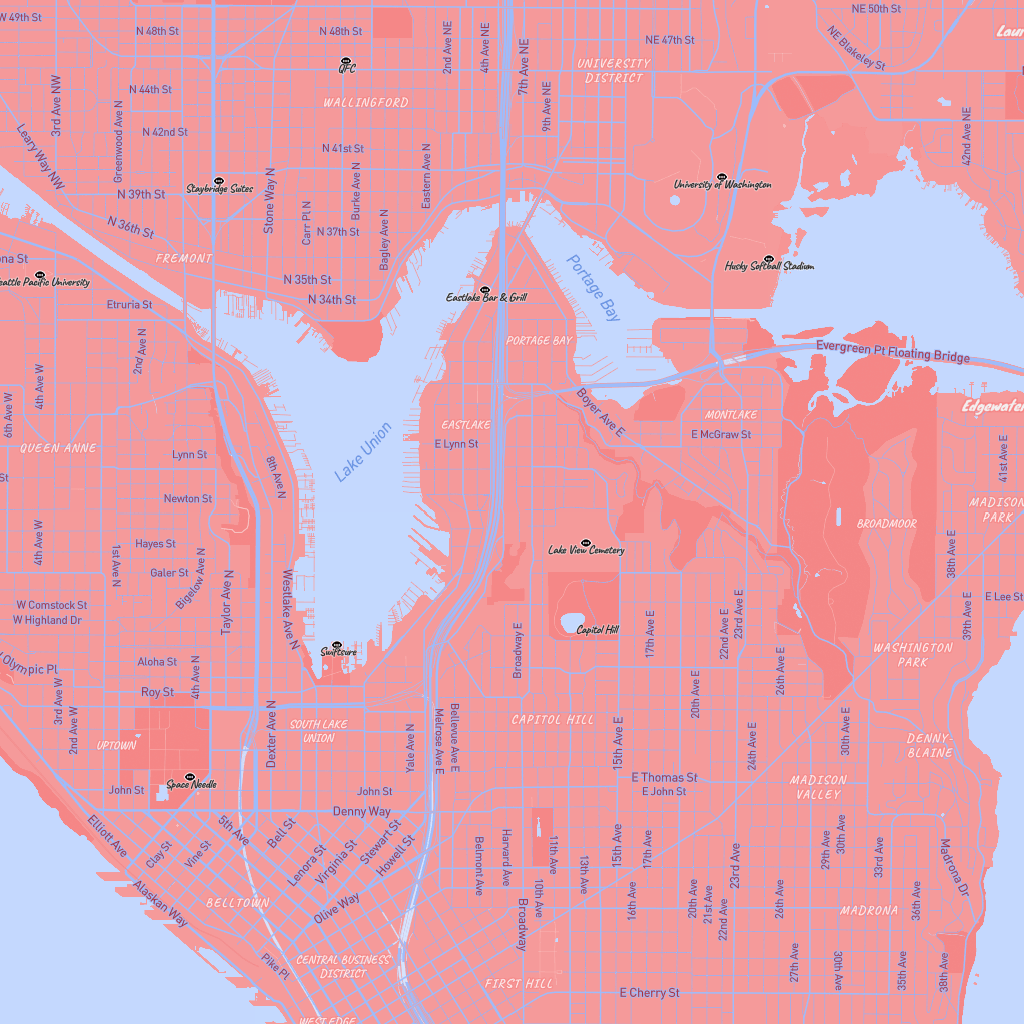 W 49th St
N 48th St
N 48th St
2nd Ave NE
4th Ave NE
7th Ave NE
NE 47th St
NE 50th St
NE Blakeley St
QFC
UNIVERSITY
DISTRICT
3rd Ave NW
N 44th St
WALLINGFORD
9th Ave NE
Greenwood Ave N
N 42nd St
N 41st St
42nd Ave NE
Leary Way NW
Eastern Ave N
Staybridge Suites
N 39th St
Stone Way N
Burke Ave N
University of Washington
N 36th St
Carr Pl N
Bagley Ave N
N 37th St
FREMONT
Portage Bay
Husky Softball Stadium
Seattle Pacific University
N 35th St
N 34th St
Eastlake Bar & Grill
Etruria St
2nd Ave N
PORTAGE BAY
Evergreen Pt Floating Bridge
4th Ave W
6th Ave W
Boyer Ave E
MONTLAKE
Edgewater
EASTLAKE
E Lynn St
E McGraw St
QUEEN ANNE
Lake Union
Lynn St
8th Ave N
41st Ave E
Newton St
MADISON
PARK
BROADMOOR
4th Ave W
Hayes St
Lake View Cemetery
38th Ave E
1st Ave N
Galer St
Bigelow Ave N
Taylor Ave N
Westlake Ave N
W Comstock St
W Highland Dr
E Lee St
39th Ave E
Capitol Hill
17th Ave E
22nd Ave E
23rd Ave E
Broadway E
Swiftsure
WASHINGTON
PARK
Olympic Pl
Aloha St
4th Ave N
26th Ave E
Roy St
3rd Ave W
2nd Ave W
20th Ave E
SOUTH LAKE
UNION
Dexter Ave N
CAPITOL HILL
15th Ave E
24th Ave E
30th Ave E
UPTOWN
Yale Ave N
Melrose Ave E
Bellevue Ave E
DENNY-
BLAINE
Space Needle
E Thomas St
E John St
MADISON
VALLEY
John St
John St
Denny Way
Elliott Ave
5th Ave
Bell St
Clay St
Vine St
Lenora St
Virginia St
Stewart St
Howell St
Belmont Ave
Harvard Ave
11th Ave
13th Ave
15th Ave
17th Ave
23rd Ave
29th Ave
30th Ave
33rd Ave
Madrona Dr
Alaskan Way
BELLTOWN
Olive Way
10th Ave
Broadway
16th Ave
20th Ave
21st Ave
22nd Ave
26th Ave
MADRONA
36th Ave
Pike Pl
CENTRAL BUSINESS
DISTRICT
FIRST HILL
E Cherry St
27th Ave
30th Ave
35th Ave
38th Ave
WEST EDGE